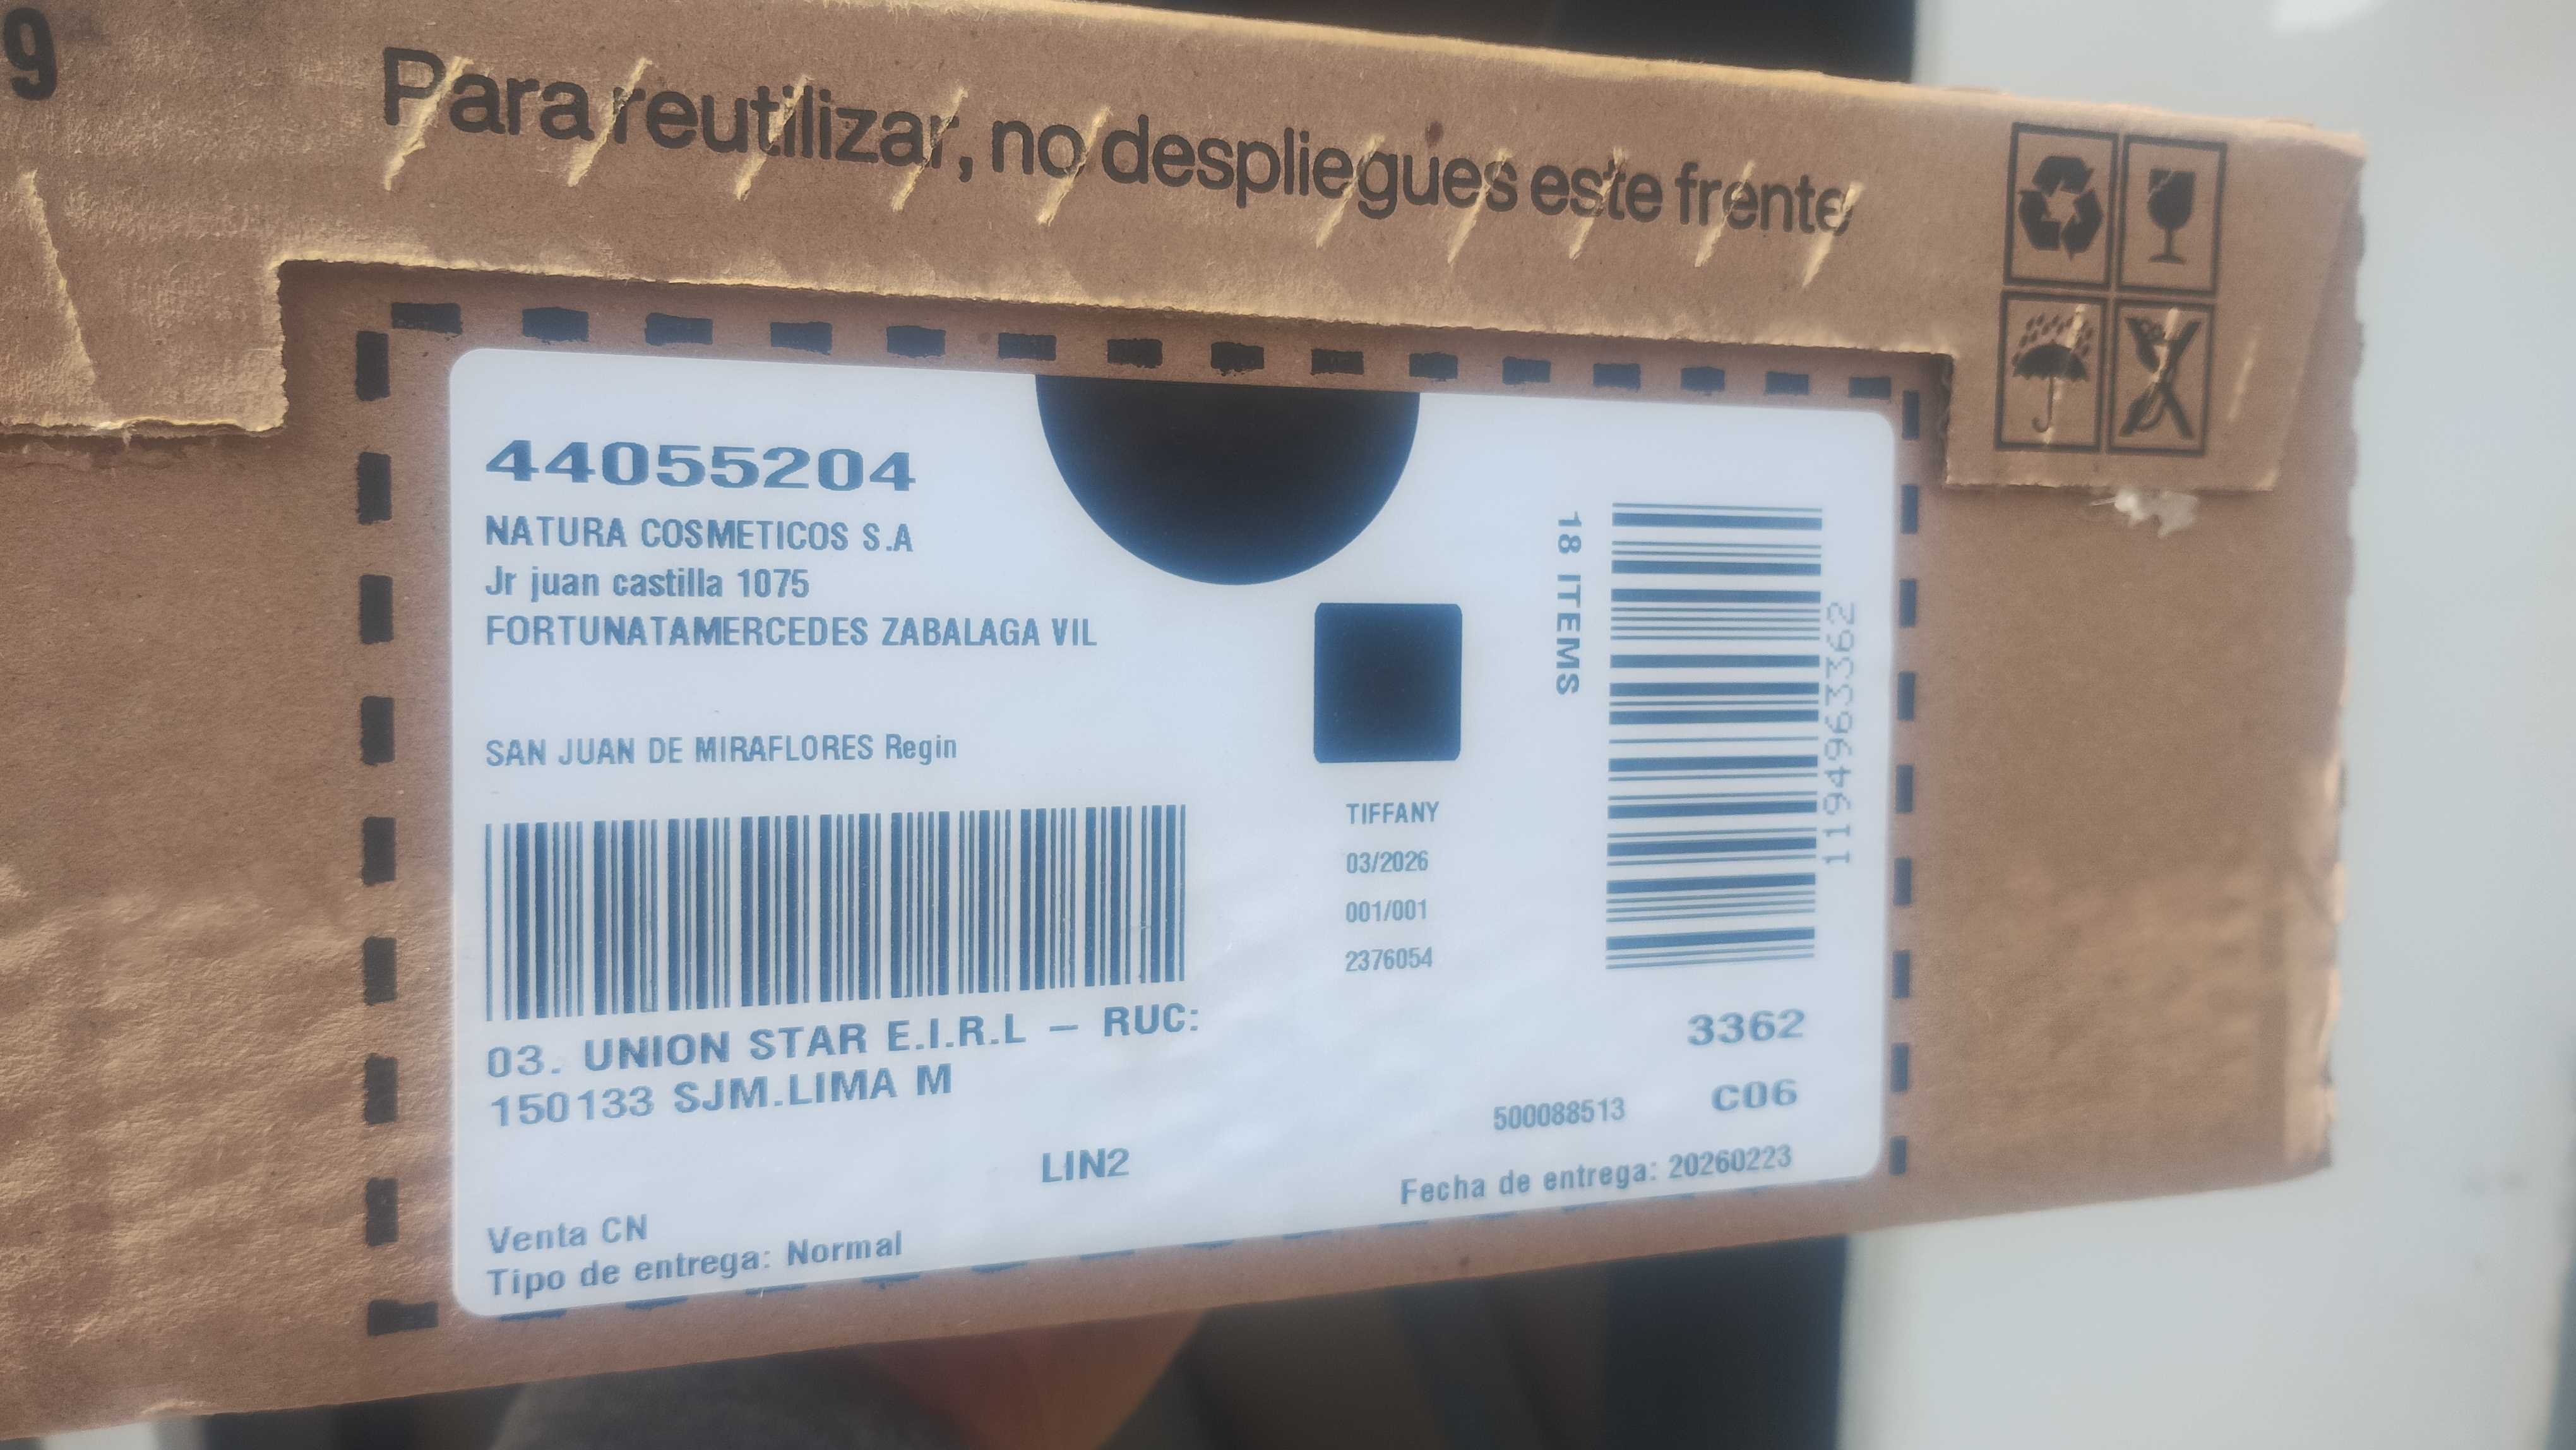 9
Para reutilizar, no despliegues este frente
44055204
NATURA COSMETICOS S.A
Jr juan castilla 1075
FORTUNATAMERCEDES ZABALAGA VIL
SAN JUAN DE MIRAFLORES Regin
18 ITEMS
1194963362
TIFFANY
03/2026
001/001
2376054
03. UNION STAR E.I.R.L – RUC:
150133 SJM.LIMA M
3362
500088513 C06
LIN2
Fecha de entrega: 20260223
Venta CN
Tipo de entrega: Normal